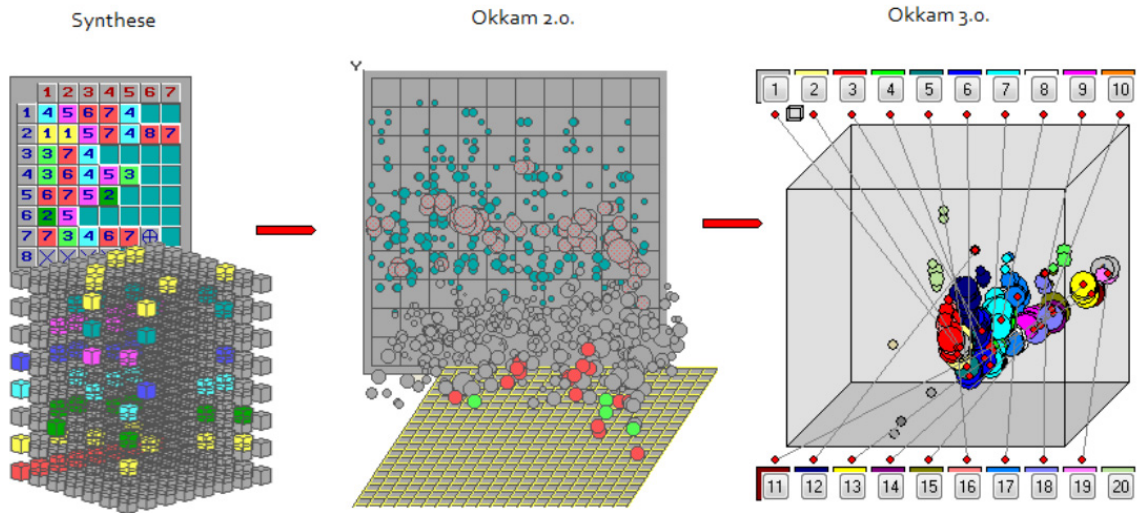 Synthese
Okkam 2.0.
Okkam 3.0.
1 2 3 4 5 6 7
1 4 5 6 7 4
2 1 1 5 7 4 8 7
3 3 7 4
4 3 6 4 5 3
5 6 7 5 2
6 2 5
7 7 3 4 6 7
8
Y
1 2 3 4 5 6 7 8 9 10
11 12 13 14 15 16 17 18 19 20